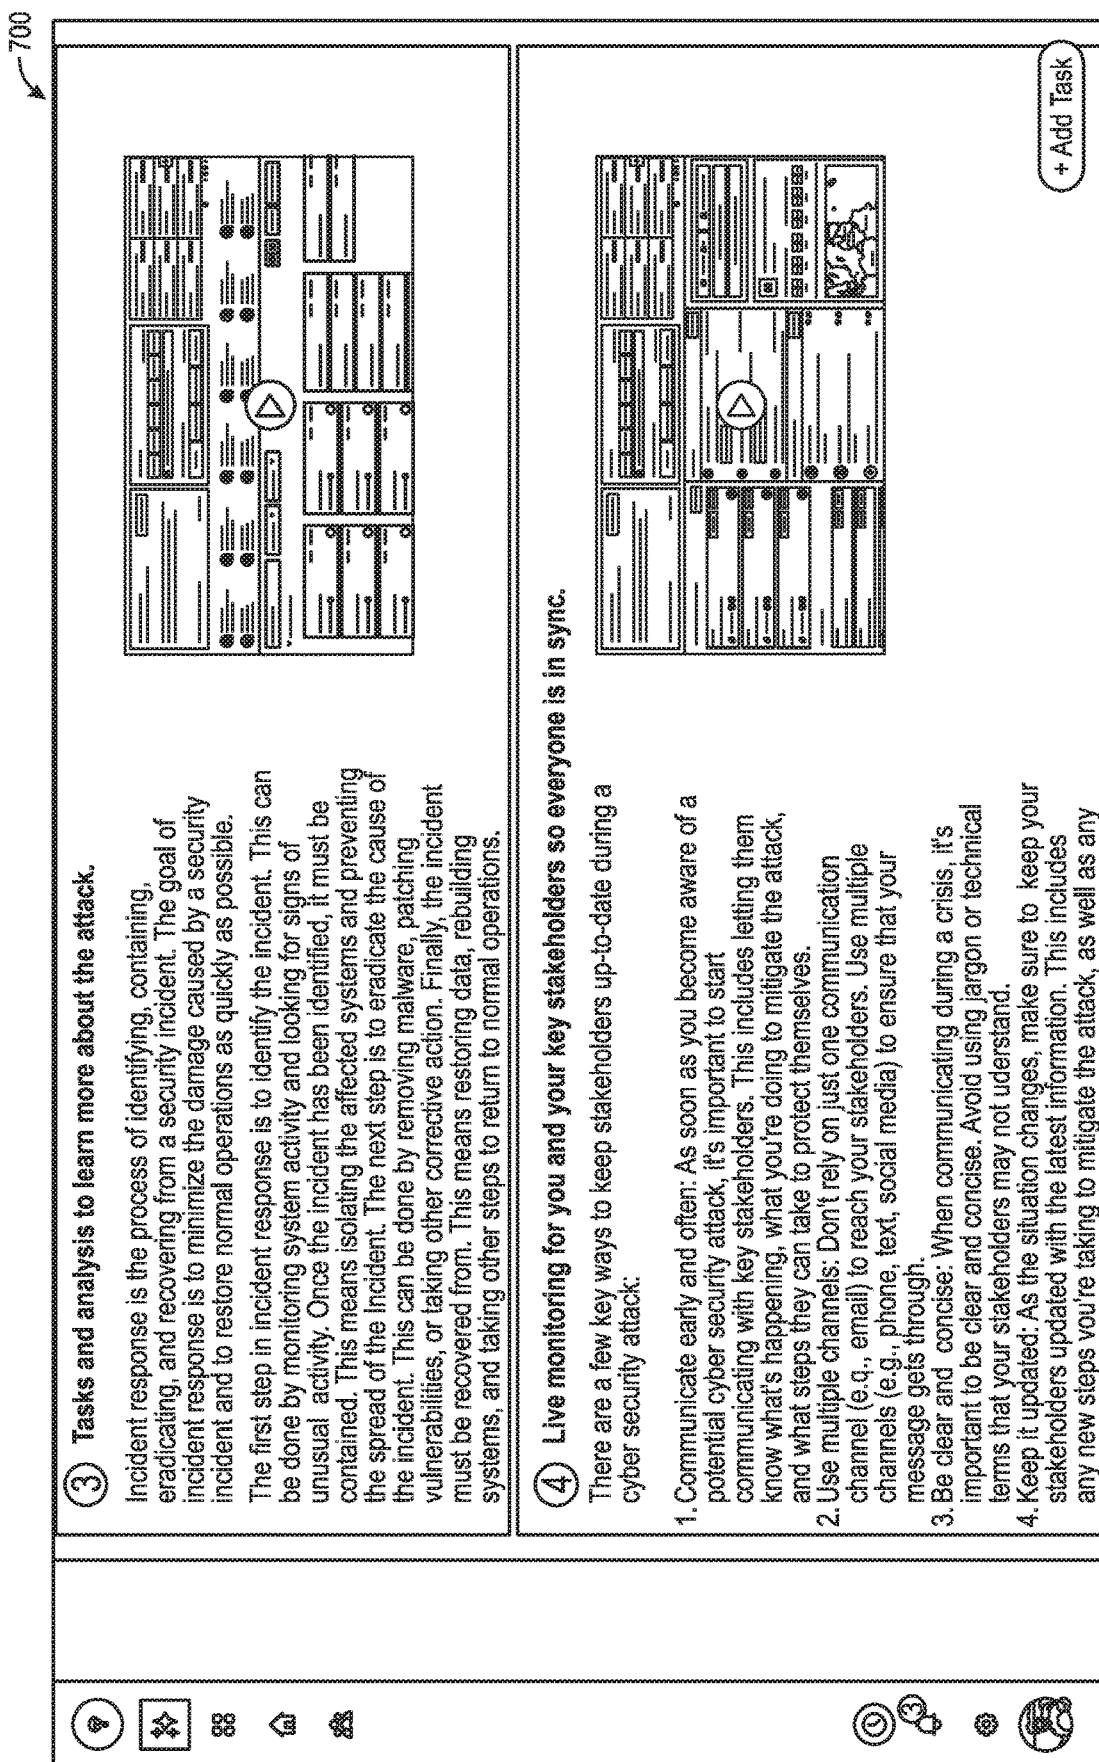 700
3 Tasks and analysis to learn more about the attack.
Incident response is the process of identifying, containing,
eradicating, and recovering from a security incident. The goal of
incident response is to minimize the damage caused by a security
incident and to restore normal operations as quickly as possible.
The first step in incident response is to identify the incident. This can
be done by monitoring system activity and looking for signs of
unusual activity. Once the incident has been identified, it must be
contained. This means isolating the affected systems and preventing
the spread of the Incident. The next step is to eradicate the cause of
the incident. This can be done by removing malware, patching
vulnerabilities, or taking other corrective action. Finally, the incident
must be recovered from. This means restoring data, rebuilding
systems, and taking other steps to return to normal operations.
4 Live monitoring for you and your key stakeholders so everyone is in sync.
There are a few key ways to keep stakeholders up-to-date during a
cyber security attack:
1. Communicate early and often: As soon as you become aware of a
potential cyber security attack, it's important to start
communicating with key stakeholders. This includes letting them
know what's happening, what you're doing to mitigate the attack,
and what steps they can take to protect themselves.
2. Use multiple channels: Don't rely on just one communication
channel (e.q., email) to reach your stakeholders. Use multiple
channels (e.g., phone, text, social media) to ensure that your
message gets through.
3. Be clear and concise: When communicating during a crisis, it's
important to be clear and concise. Avoid using jargon or technical
terms that your stakeholders may not uderstand.
4. Keep it updated: As the situation changes, make sure to keep your
stakeholders updated with the latest information. This includes
any new steps you're taking to mitigate the attack, as well as any
+ Add Task
3